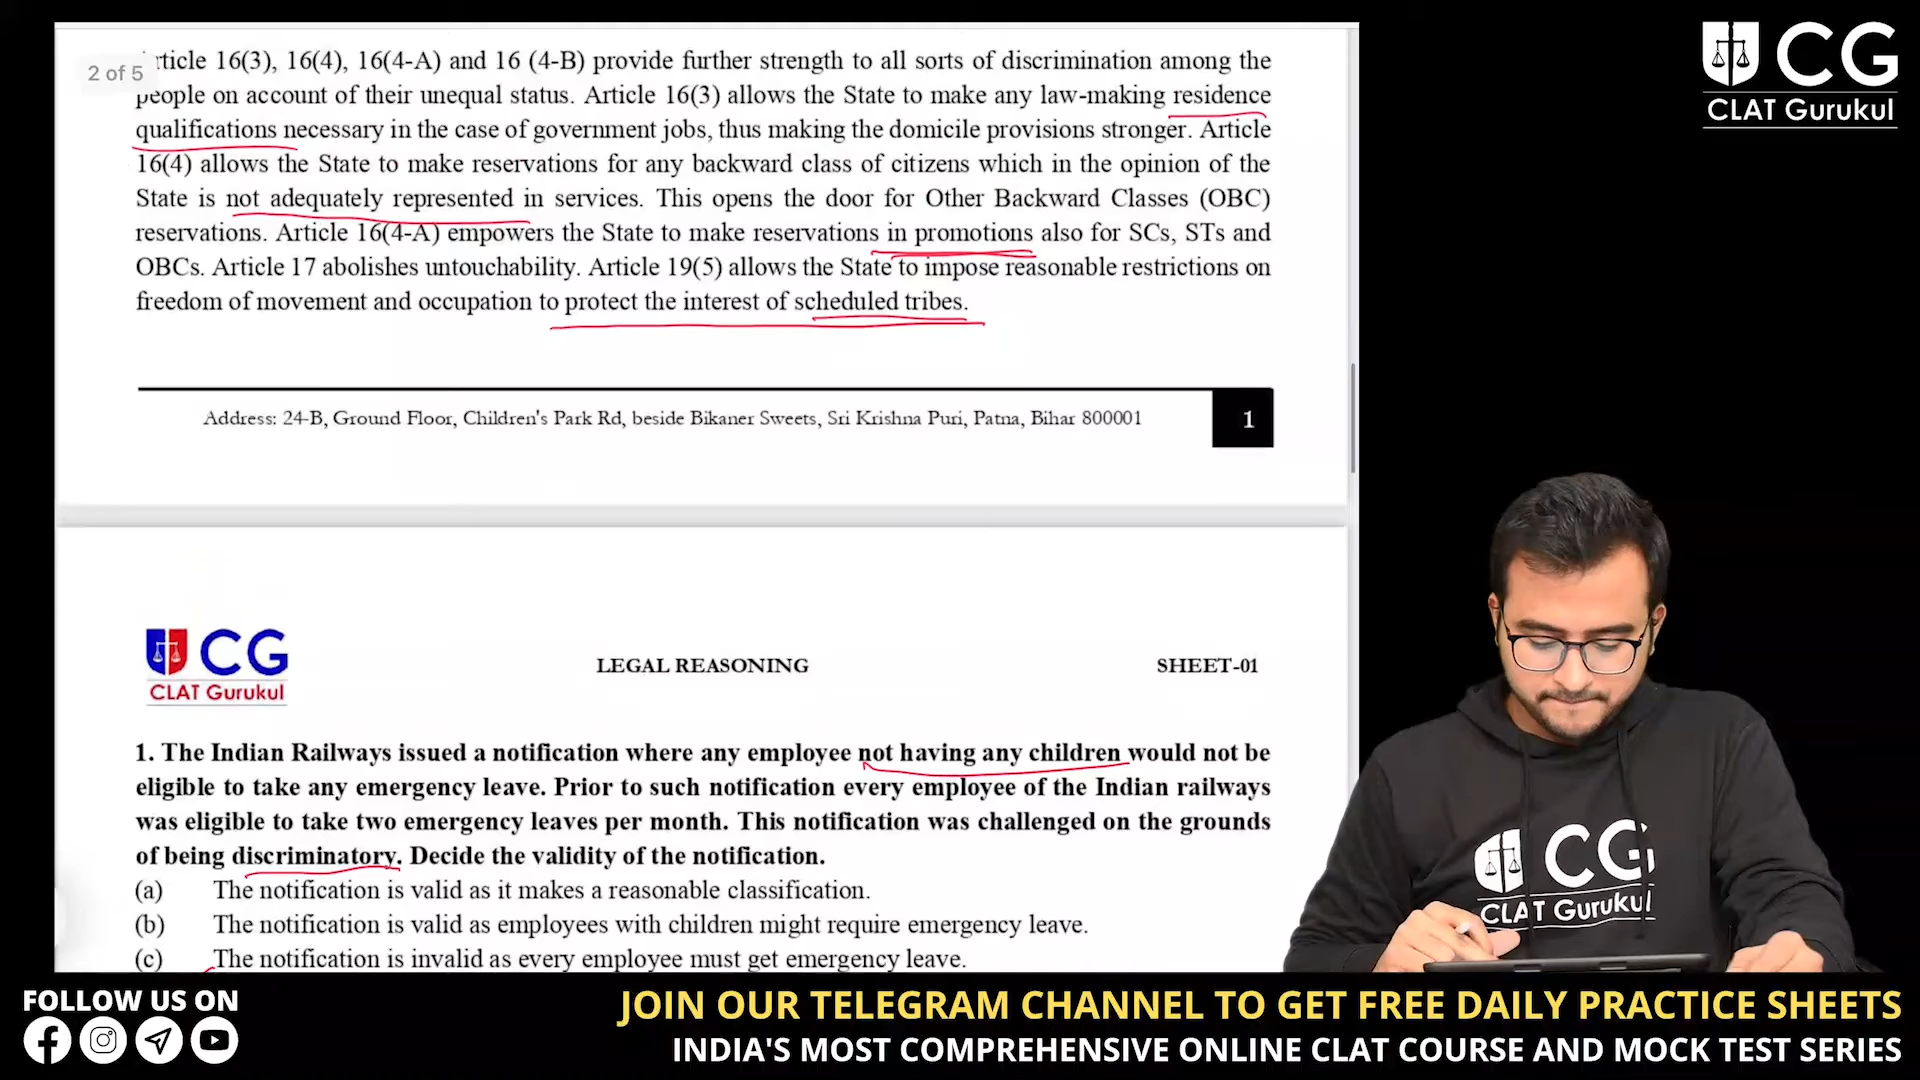 2 of 5
rticle 16(3), 16(4), 16(4-A) and 16 (4-B) provide further strength to all sorts of discrimination among the
people on account of their unequal status. Article 16(3) allows the State to make any law-making residence
qualifications necessary in the case of government jobs, thus making the domicile provisions stronger. Article
16(4) allows the State to make reservations for any backward class of citizens which in the opinion of the
State is not adequately represented in services. This opens the door for Other Backward Classes (OBC)
reservations. Article 16(4-A) empowers the State to make reservations in promotions also for SCs, STs and
OBCs. Article 17 abolishes untouchability. Article 19(5) allows the State to impose reasonable restrictions on
freedom of movement and occupation to protect the interest of scheduled tribes.
Address: 24-B, Ground Floor, Children's Park Rd, beside Bikaner Sweets, Sri Krishna Puri, Patna, Bihar 800001
1
CG
CLAT Gurukul
LEGAL REASONING
SHEET-01
1. The Indian Railways issued a notification where any employee not having any children would not be
eligible to take any emergency leave. Prior to such notification every employee of the Indian railways
was eligible to take two emergency leaves per month. This notification was challenged on the grounds
of being discriminatory. Decide the validity of the notification.
(a) The notification is valid as it makes a reasonable classification.
(b) The notification is valid as employees with children might require emergency leave.
(c) The notification is invalid as every employee must get emergency leave.
CG
CLAT Gurukul
CG
CLAT Gurukul
FOLLOW US ON
JOIN OUR TELEGRAM CHANNEL TO GET FREE DAILY PRACTICE SHEETS
INDIA'S MOST COMPREHENSIVE ONLINE CLAT COURSE AND MOCK TEST SERIES